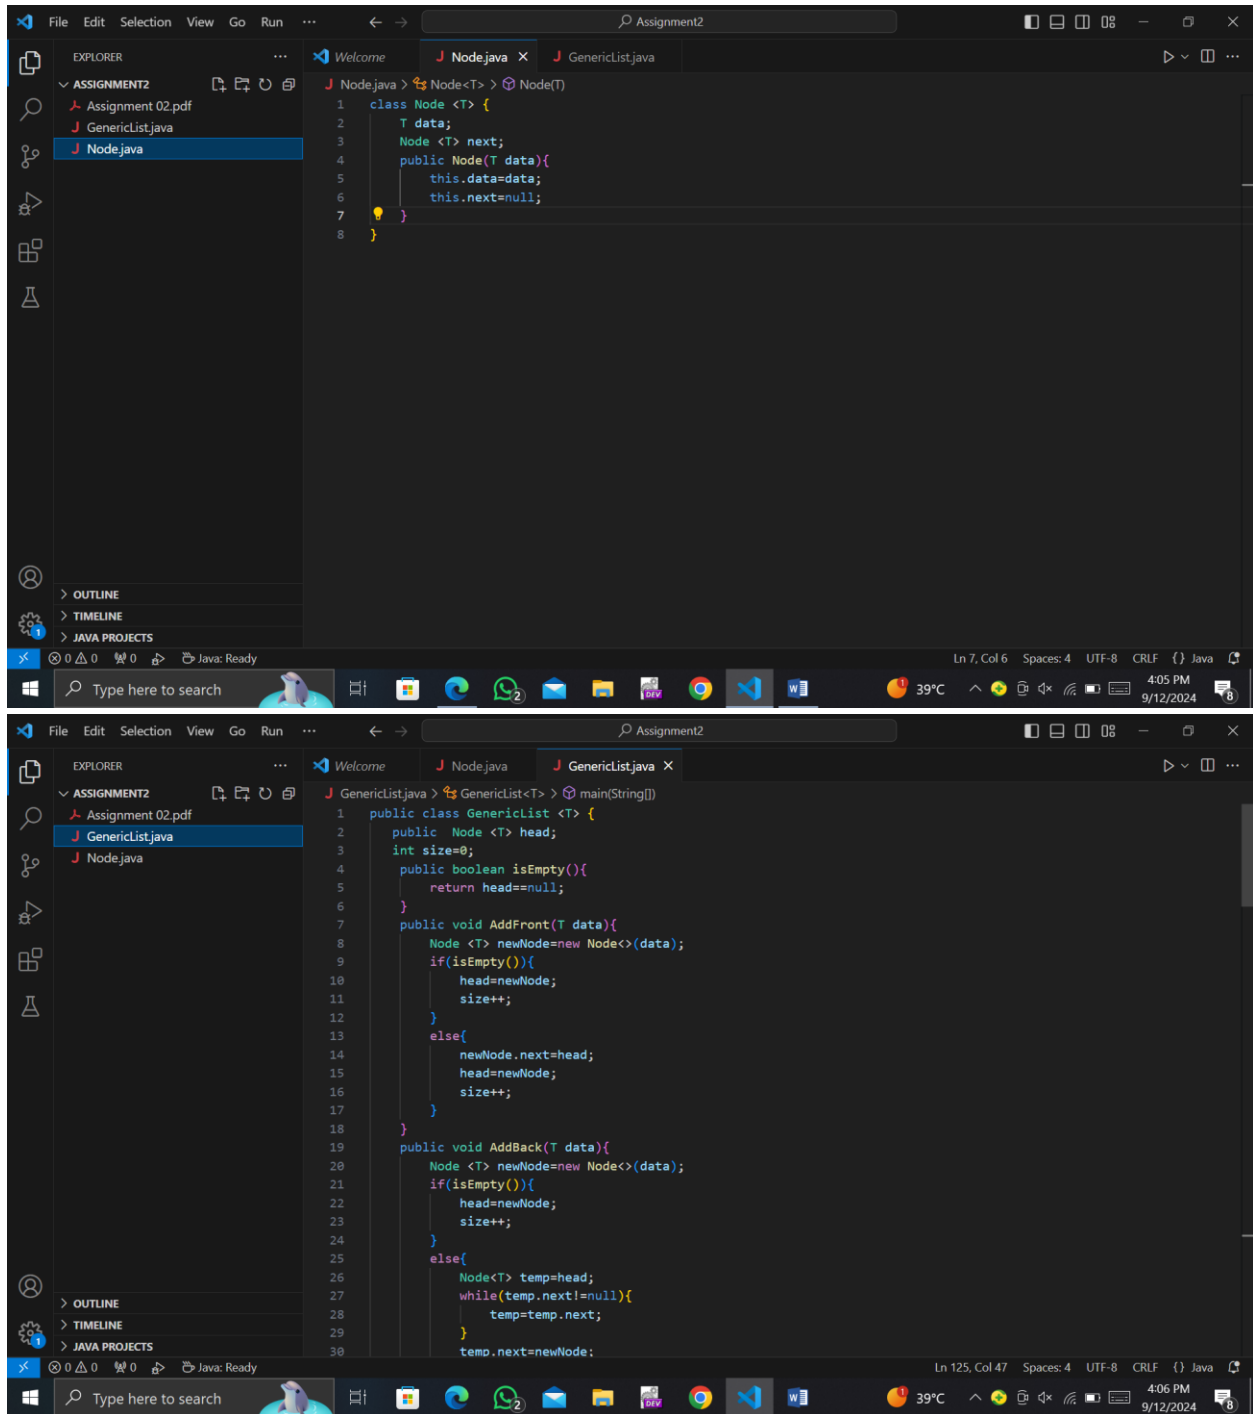 File Edit Selection View Go Run ··· Assignment2
EXPLORER ··· Welcome Node.java GenericList.java
ASSIGNMENT2 Node.java > Node<T> > Node(T)
Assignment 02.pdf
GenericList.java
Node.java
1 class Node <T> {
2 T data;
3 Node <T> next;
4 public Node(T data){
5 this.data=data;
6 this.next=null;
7 }
8 }
OUTLINE
TIMELINE
JAVA PROJECTS
1
0 0 0 Java: Ready Ln 7, Col 6 Spaces: 4 UTF-8 CRLF {} Java
Type here to search 2 DEV 1 39°C 4:05 PM
9/12/2024 8
File Edit Selection View Go Run ··· Assignment2
EXPLORER ··· Welcome Node.java GenericList.java
ASSIGNMENT2 GenericList.java > GenericList<T> > main(String[])
Assignment 02.pdf
GenericList.java
Node.java
1 public class GenericList <T> {
2 public Node <T> head;
3 int size=0;
4 public boolean isEmpty(){
5 return head==null;
6 }
7 public void AddFront(T data){
8 Node <T> newNode=new Node<>(data);
9 if(isEmpty()){
10 head=newNode;
11 size++;
12 }
13 else{
14 newNode.next=head;
15 head=newNode;
16 size++;
17 }
18 }
19 public void AddBack(T data){
20 Node <T> newNode=new Node<>(data);
21 if(isEmpty()){
22 head=newNode;
23 size++;
24 }
25 else{
26 Node<T> temp=head;
27 while(temp.next!=null){
28 temp=temp.next;
29 }
30 temp.next=newNode;
OUTLINE
TIMELINE
JAVA PROJECTS
1
0 0 0 Java: Ready Ln 125, Col 47 Spaces: 4 UTF-8 CRLF {} Java
Type here to search 2 DEV 1 39°C 4:06 PM
9/12/2024 8